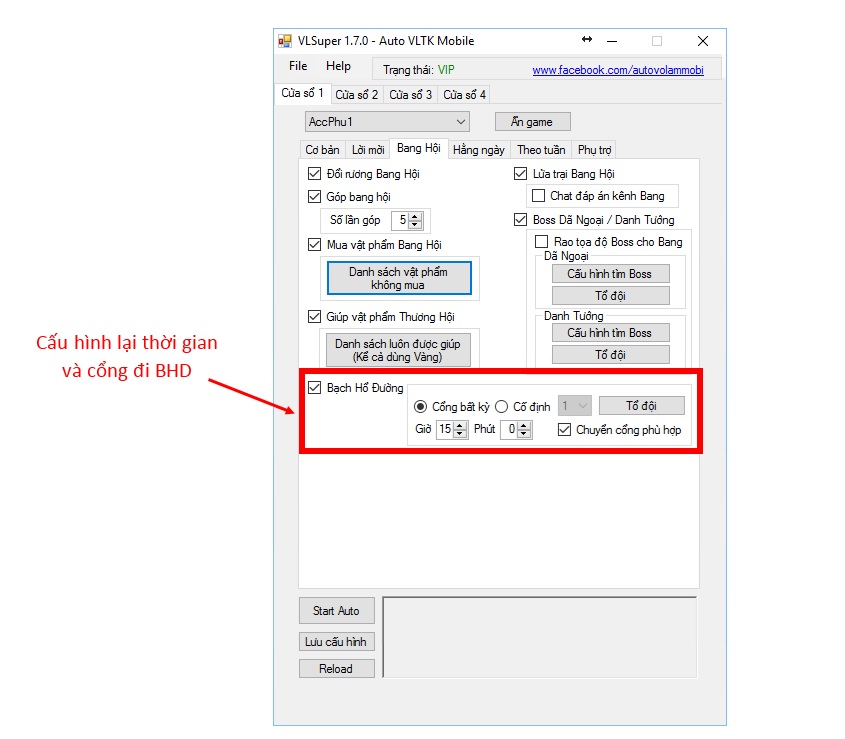 VLSuper 1.7.0 - Auto VLTK Mobile
File Help Trạng thái: VIP www.facebook.com/autovolammobi
Cửa sổ 1 Cửa sổ 2 Cửa sổ 3 Cửa sổ 4
AccPhu1 Ẩn game
Cơ bản Lời mời Bang Hội Hằng ngày Theo tuần Phụ trợ
Đổi rương Bang Hội Lửa trại Bang Hội
Góp bang hội Chat đáp án kênh Bang
Số lần góp 5 Boss Dã Ngoại / Danh Tướng
Mua vật phẩm Bang Hội Rao tọa độ Boss cho Bang
Dã Ngoại
Danh sách vật phẩm không mua Cấu hình tìm Boss
Tổ đội
Giúp vật phẩm Thương Hội Danh Tướng
Danh sách luôn được giúp Cấu hình tìm Boss
(Kể cả dùng Vàng) Tổ đội
Cấu hình lại thời gian
và cổng đi BHD
Bạch Hổ Đường
Cổng bất kỳ Cố định 1 Tổ đội
Giờ 15 Phút 0 Chuyển cổng phù hợp
Start Auto
Lưu cấu hình
Reload